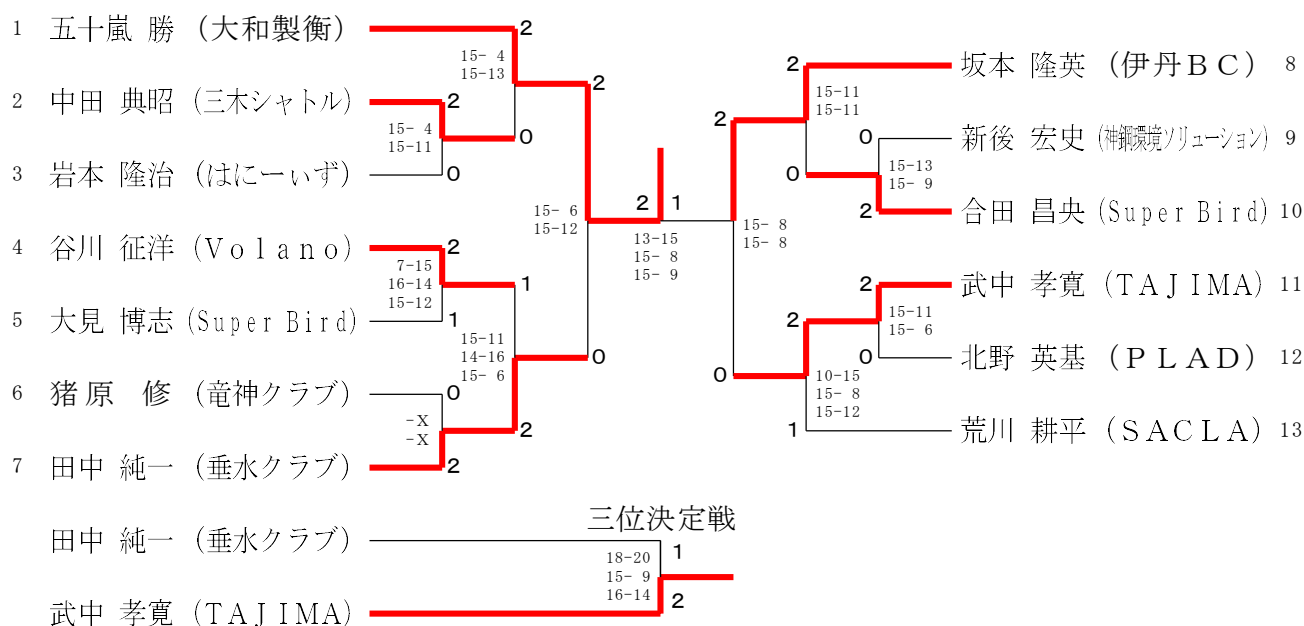 1 五十嵐 勝 (大和製衡)
2
15- 4
15-13
2
2 中田 典昭 (三木シャトル)
2
15- 4
15-11
0
3 岩本 隆治 (はにーぃず)
0
15- 6
15-12
4 谷川 征洋 (Volano)
2
7-15
16-14
15-12
1
5 大見 博志 (Super Bird)
1
15-11
14-16
15- 6
0
6 猪原 修 (竜神クラブ)
0
-X
-X
2
7 田中 純一 (垂水クラブ)
2
2 1
13-15
15- 8
15- 9
2 坂本 隆英 (伊丹BC) 8
15-11
15-11
2
0 新後 宏史 (神鋼環境ソリューション) 9
15-13
15- 9
0
2 合田 昌央 (Super Bird) 10
15- 8
15- 8
2 武中 孝寛 (TAJIMA) 11
15-11
15- 6
2
0 北野 英基 (PLAD) 12
0
10-15
15- 8
15-12
1 荒川 耕平 (SACLA) 13
三位決定戦
田中 純一 (垂水クラブ)
1
18-20
15- 9
16-14
2
武中 孝寛 (TAJIMA)